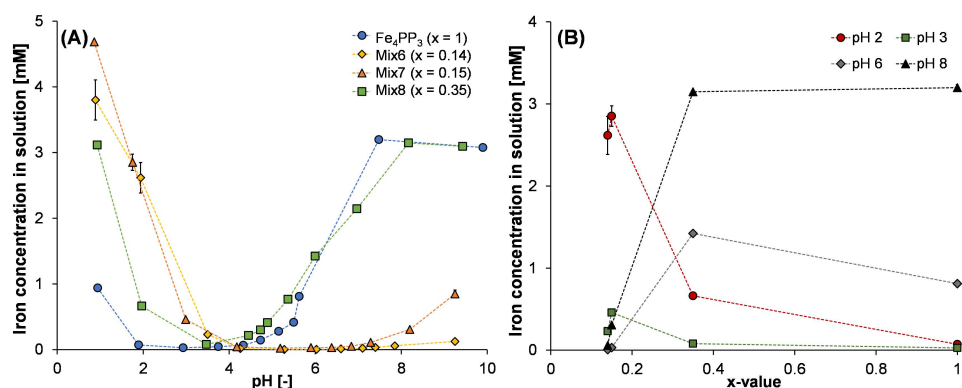 (A)
Fe₄PP₃ (x = 1)
Mix6 (x = 0.14)
Mix7 (x = 0.15)
Mix8 (x = 0.35)
Iron concentration in solution [mM]
5
4
3
2
1
0
0 2 4 6 8 10
pH [-]
(B)
pH 2 pH 3
pH 6 pH 8
Iron concentration in solution [mM]
4
3
2
1
0
0 0.2 0.4 0.6 0.8 1
x-value